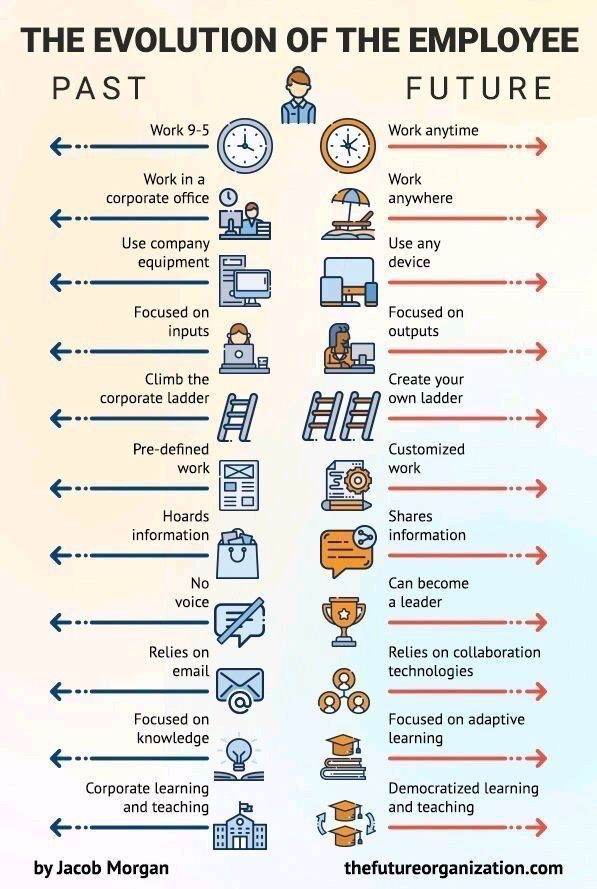 THE EVOLUTION OF THE EMPLOYEE
PAST
FUTURE
Work 9-5
Work anytime
Work in a
corporate office
Work
anywhere
Use company
equipment
Use any
device
Focused on
inputs
Focused on
outputs
Climb the
corporate ladder
Create your
own ladder
Pre-defined
work
Customized
work
Hoards
information
Shares
information
No
voice
Can become
a leader
Relies on
email
Relies on collaboration
technologies
Focused on
knowledge
Focused on adaptive
learning
Corporate learning
and teaching
Democratized learning
and teaching
by Jacob Morgan
thefutureorganization.com